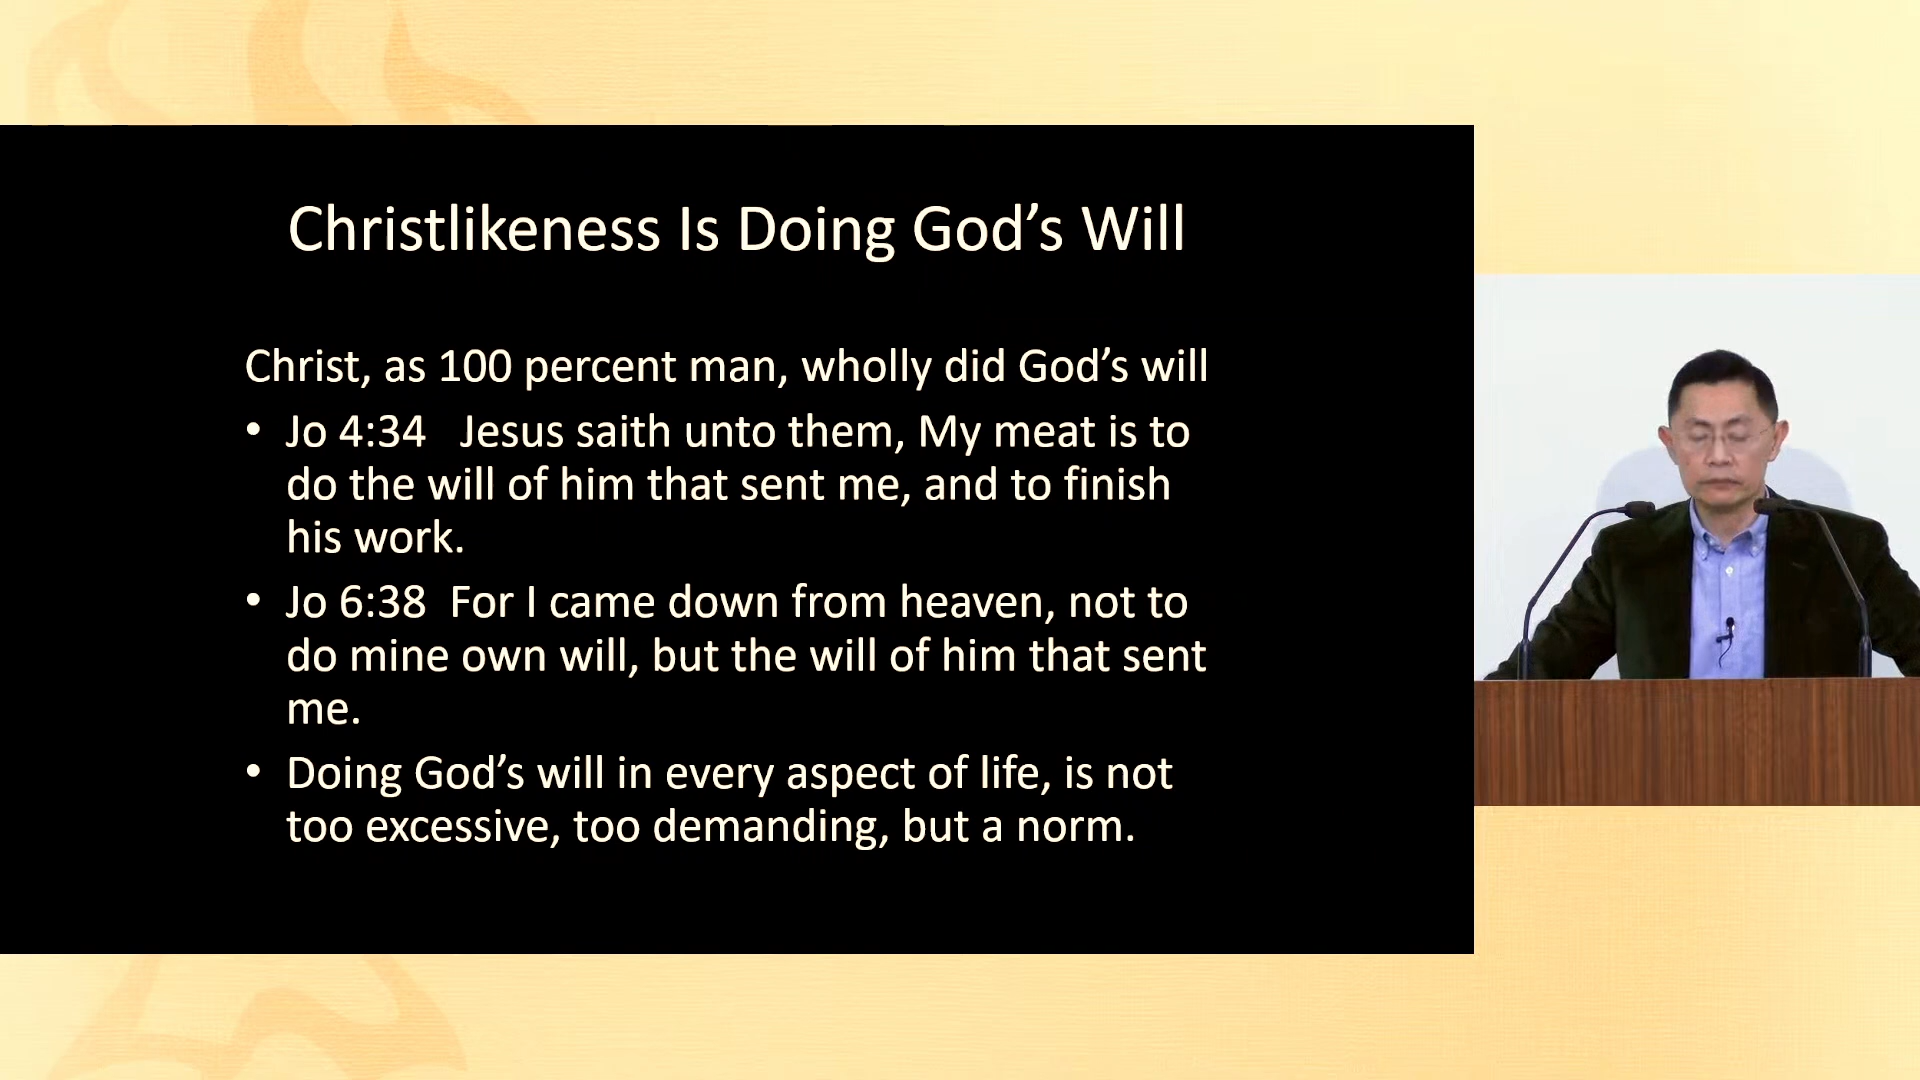 Christlikeness Is Doing God’s Will
Christ, as 100 percent man, wholly did God’s will
• Jo 4:34 Jesus saith unto them, My meat is to
do the will of him that sent me, and to finish
his work.
• Jo 6:38 For I came down from heaven, not to
do mine own will, but the will of him that sent
me.
• Doing God’s will in every aspect of life, is not
too excessive, too demanding, but a norm.